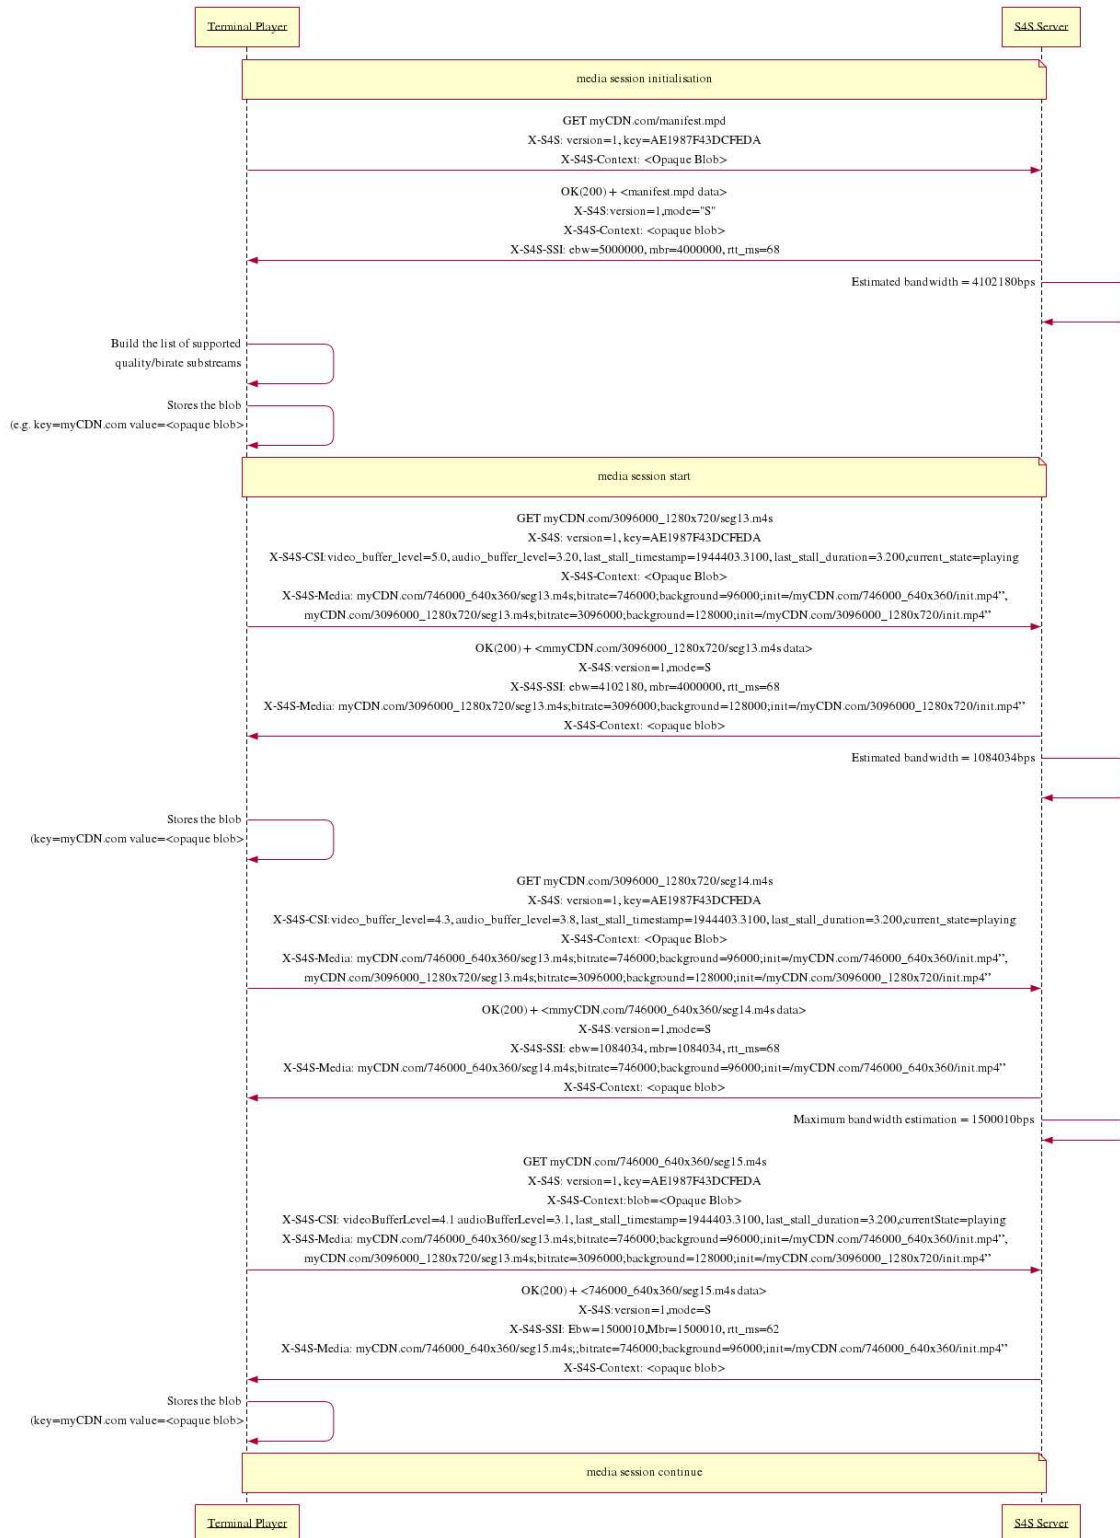 Terminal Player
S4S Server
media session initialisation
GET myCDN.com/manifest.mpd
X-S4S: version=1, key=AE1987F43DCFEDA
X-S4S-Context: <Opaque Blob>
OK(200) + <manifest.mpd data>
X-S4S:version=1,mode="S"
X-S4S-Context: <opaque blob>
X-S4S-SSI: ebw=5000000, mbr=4000000, rtt_ms=68
Estimated bandwidth = 4102180bps
Build the list of supported
quality/birate substreams
Stores the blob
(e.g. key=myCDN.com value=<opaque blob>
media session start
GET myCDN.com/3096000_1280x720/seg13.m4s
X-S4S: version=1, key=AE1987F43DCFEDA
X-S4S-CSI:video_buffer_level=5.0, audio_buffer_level=3.20, last_stall_timestamp=1944403.3100, last_stall_duration=3.200,current_state=playing
X-S4S-Context: <Opaque Blob>
X-S4S-Media: myCDN.com/746000_640x360/seg13.m4s;bitrate=746000;background=96000;init=/myCDN.com/746000_640x360/init.mp4”,
myCDN.com/3096000_1280x720/seg13.m4s;bitrate=3096000;background=128000;init=/myCDN.com/3096000_1280x720/init.mp4”
OK(200) + <mmyCDN.com/3096000_1280x720/seg13.m4s data>
X-S4S:version=1,mode=S
X-S4S-SSI: ebw=4102180, mbr=4000000, rtt_ms=68
X-S4S-Media: myCDN.com/3096000_1280x720/seg13.m4s;bitrate=3096000;background=128000;init=/myCDN.com/3096000_1280x720/init.mp4”
X-S4S-Context: <opaque blob>
Estimated bandwidth = 1084034bps
Stores the blob
(key=myCDN.com value=<opaque blob>
GET myCDN.com/3096000_1280x720/seg14.m4s
X-S4S: version=1, key=AE1987F43DCFEDA
X-S4S-CSI:video_buffer_level=4.3, audio_buffer_level=3.8, last_stall_timestamp=1944403.3100, last_stall_duration=3.200,current_state=playing
X-S4S-Context: <Opaque Blob>
X-S4S-Media: myCDN.com/746000_640x360/seg13.m4s;bitrate=746000;background=96000;init=/myCDN.com/746000_640x360/init.mp4”,
myCDN.com/3096000_1280x720/seg13.m4s;bitrate=3096000;background=128000;init=/myCDN.com/3096000_1280x720/init.mp4”
OK(200) + <mmyCDN.com/746000_640x360/seg14.m4s data>
X-S4S:version=1,mode=S
X-S4S-SSI: ebw=1084034, mbr=1084034, rtt_ms=68
X-S4S-Media: myCDN.com/746000_640x360/seg14.m4s;bitrate=746000;background=96000;init=/myCDN.com/746000_640x360/init.mp4”
X-S4S-Context: <opaque blob>
Maximum bandwidth estimation = 1500010bps
GET myCDN.com/746000_640x360/seg15.m4s
X-S4S: version=1, key=AE1987F43DCFEDA
X-S4S-Context:blob=<Opaque Blob>
X-S4S-CSI: videoBufferLevel=4.1 audioBufferLevel=3.1, last_stall_timestamp=1944403.3100, last_stall_duration=3.200,currentState=playing
X-S4S-Media: myCDN.com/746000_640x360/seg13.m4s;bitrate=746000;background=96000;init=/myCDN.com/746000_640x360/init.mp4”,
myCDN.com/3096000_1280x720/seg13.m4s;bitrate=3096000;background=128000;init=/myCDN.com/3096000_1280x720/init.mp4”
OK(200) + <746000_640x360/seg15.m4s data>
X-S4S:version=1,mode=S
X-S4S-SSI: Ebw=1500010,Mbr=1500010, rtt_ms=62
X-S4S-Media: myCDN.com/746000_640x360/seg15.m4s;;bitrate=746000;background=96000;init=/myCDN.com/746000_640x360/init.mp4”
X-S4S-Context: <opaque blob>
Stores the blob
(key=myCDN.com value=<opaque blob>
media session continue
Terminal Player
S4S Server